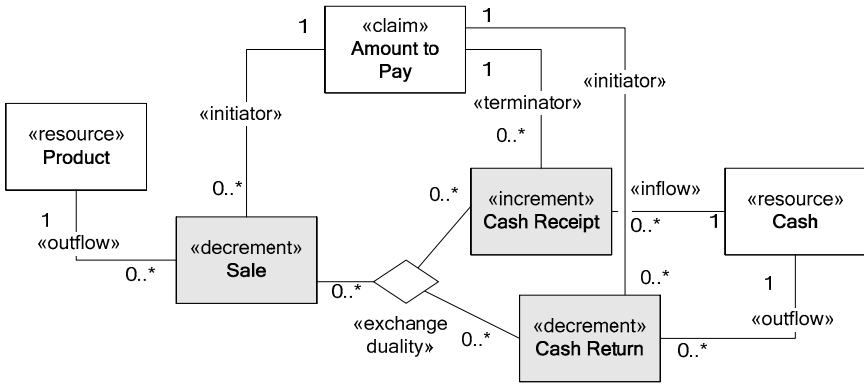 1
«claim»
Amount to
Pay
1
1
«initiator»
«terminator»
0..*
«initiator»
«resource»
Product
1
«outflow»
0..*
0..*
«decrement»
Sale
0..*
0..*
«increment»
Cash Receipt
«inflow»
0..*
1
«resource»
Cash
«exchange
duality»
0..*
0..*
«decrement»
Cash Return
1
«outflow»
0..*